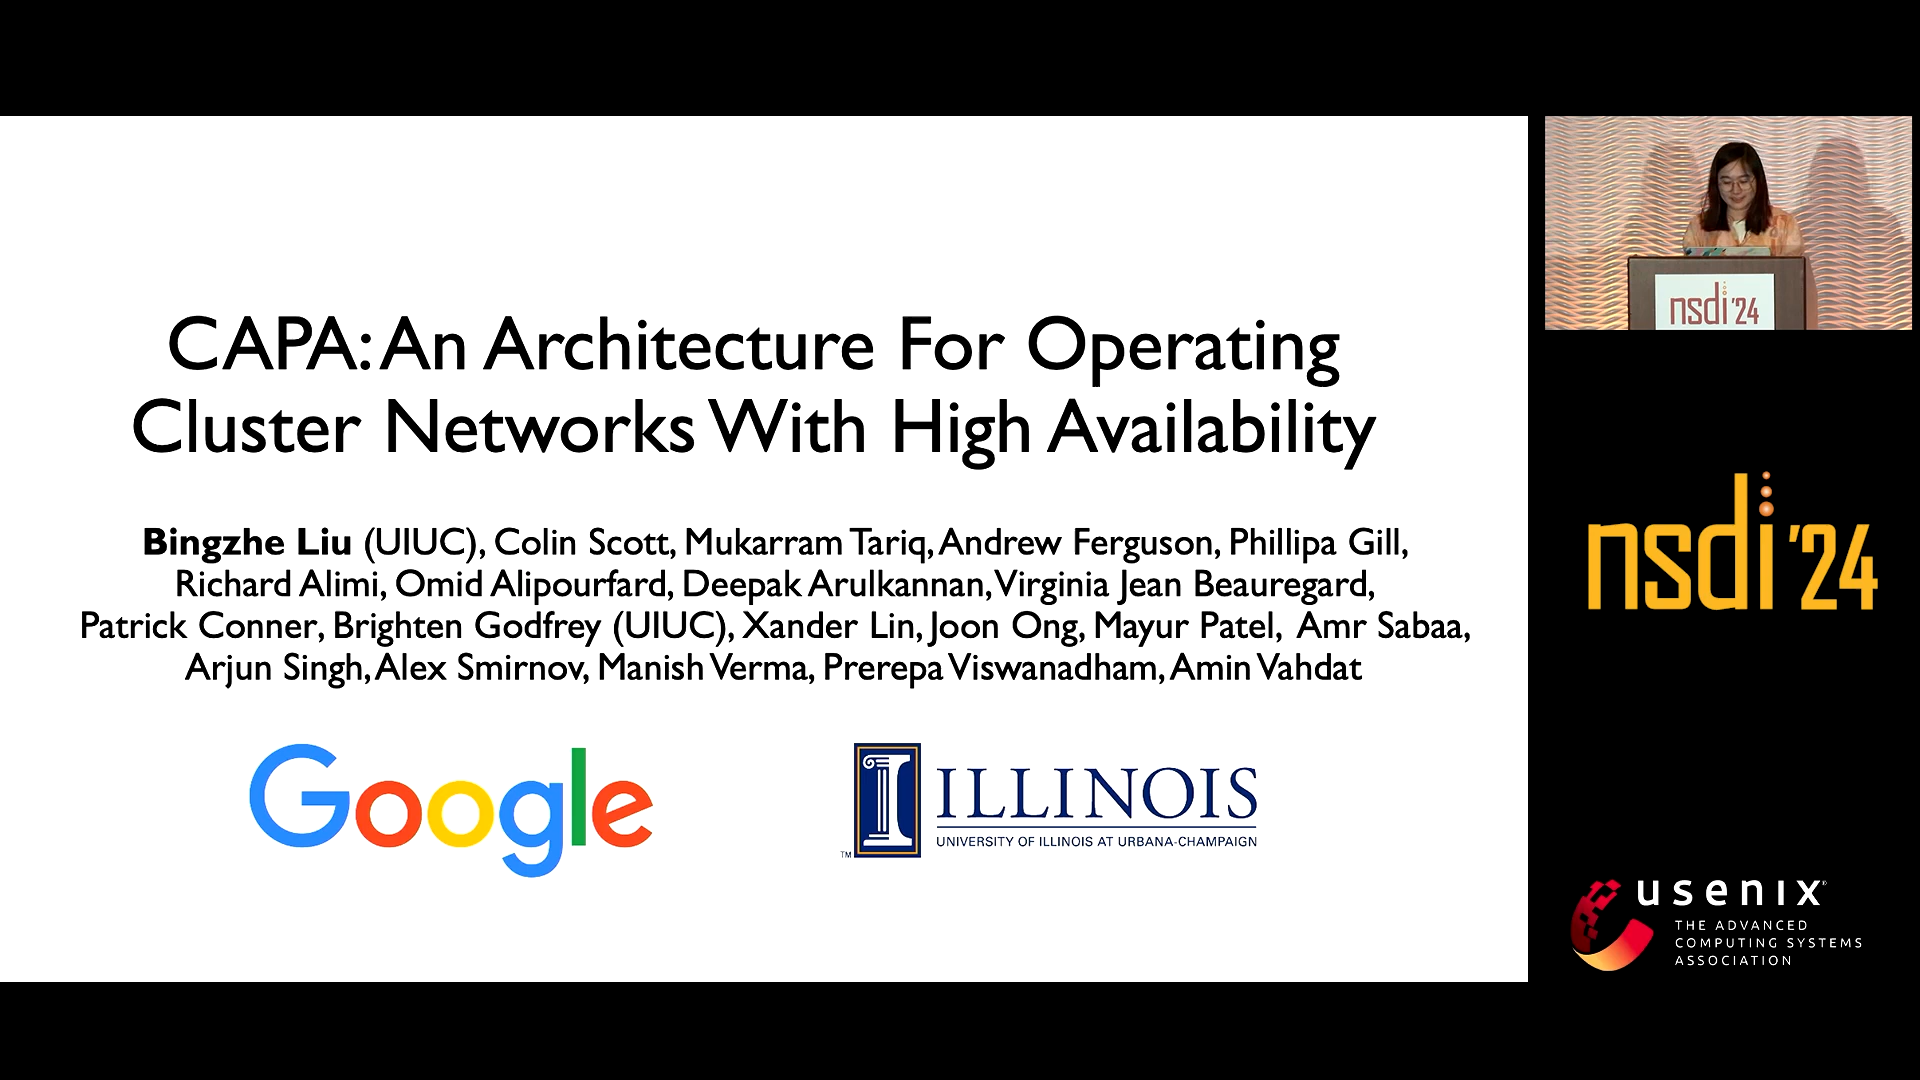 CAPA: An Architecture For Operating
Cluster Networks With High Availability
Bingzhe Liu (UIUC), Colin Scott, Mukarram Tariq, Andrew Ferguson, Phillipa Gill,
Richard Alimi, Omid Alipourfard, Deepak Arulkannan, Virginia Jean Beauregard,
Patrick Conner, Brighten Godfrey (UIUC), Xander Lin, Joon Ong, Mayur Patel, Amr Sabaa,
Arjun Singh, Alex Smirnov, Manish Verma, Prerepa Viswanadham, Amin Vahdat
Google
TM
ILLINOIS
UNIVERSITY OF ILLINOIS AT URBANA-CHAMPAIGN
nsdi '24
nsdi '24
usenix®
THE ADVANCED
COMPUTING SYSTEMS
ASSOCIATION